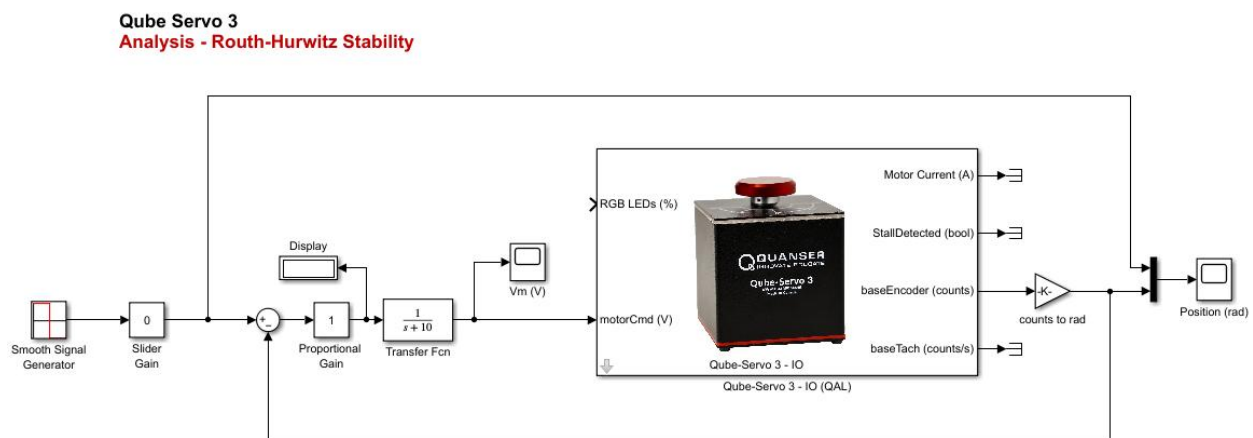 Qube Servo 3
Analysis - Routh-Hurwitz Stability
Motor Current (A)
RGB LEDs (%)
StallDetected (bool)
Display
QUANSER
Qube-Servo 3
Vm (V)
baseEncoder (counts)
-K-
Position (rad)
0
+
-
1
1
s + 10
motorCmd (V)
counts to rad
Smooth Signal
Generator
Slider
Gain
Proportional
Gain
Transfer Fcn
baseTach (counts/s)
Qube-Servo 3 - IO
Qube-Servo 3 - IO (QAL)